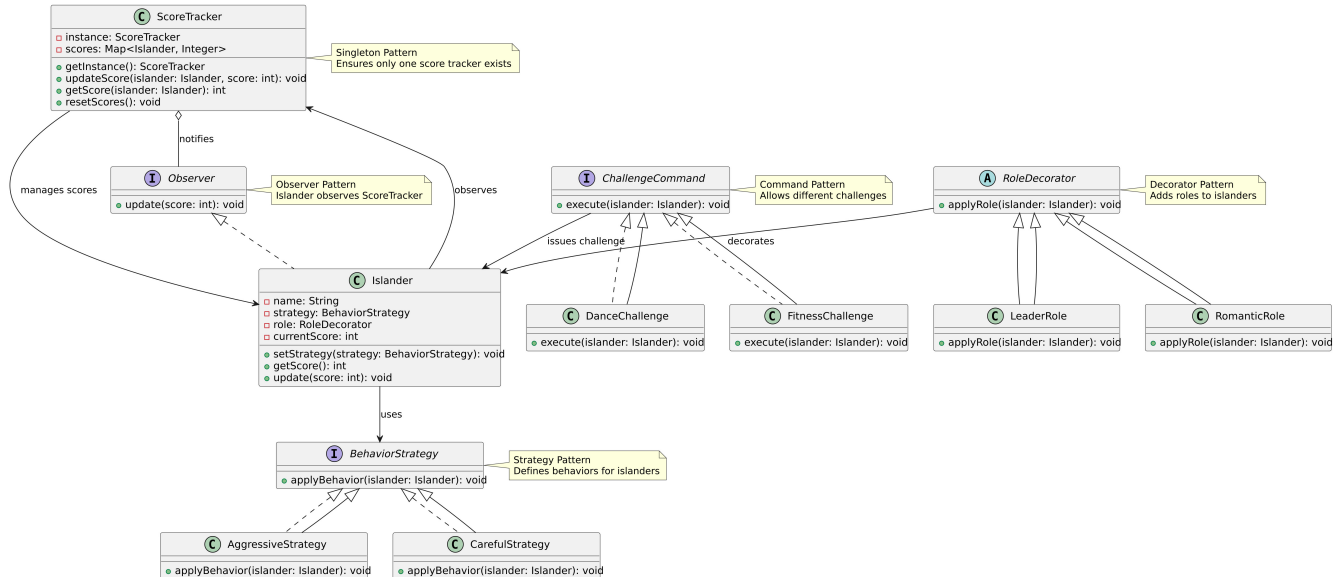 C ScoreTracker
instance: ScoreTracker
scores: Map<Islander, Integer>
getInstance(): ScoreTracker
updateScore(islander: Islander, score: int): void
getScore(islander: Islander): int
resetScores(): void
Singleton Pattern
Ensures only one score tracker exists
notifies
manages scores
observes
I Observer
update(score: int): void
Observer Pattern
Islander observes ScoreTracker
I ChallengeCommand
execute(islander: Islander): void
Command Pattern
Allows different challenges
A RoleDecorator
applyRole(islander: Islander): void
Decorator Pattern
Adds roles to islanders
issues challenge
decorates
C Islander
name: String
strategy: BehaviorStrategy
role: RoleDecorator
currentScore: int
setStrategy(strategy: BehaviorStrategy): void
getScore(): int
update(score: int): void
C DanceChallenge
execute(islander: Islander): void
C FitnessChallenge
execute(islander: Islander): void
C LeaderRole
applyRole(islander: Islander): void
C RomanticRole
applyRole(islander: Islander): void
uses
I BehaviorStrategy
applyBehavior(islander: Islander): void
Strategy Pattern
Defines behaviors for islanders
C AggressiveStrategy
applyBehavior(islander: Islander): void
C CarefulStrategy
applyBehavior(islander: Islander): void